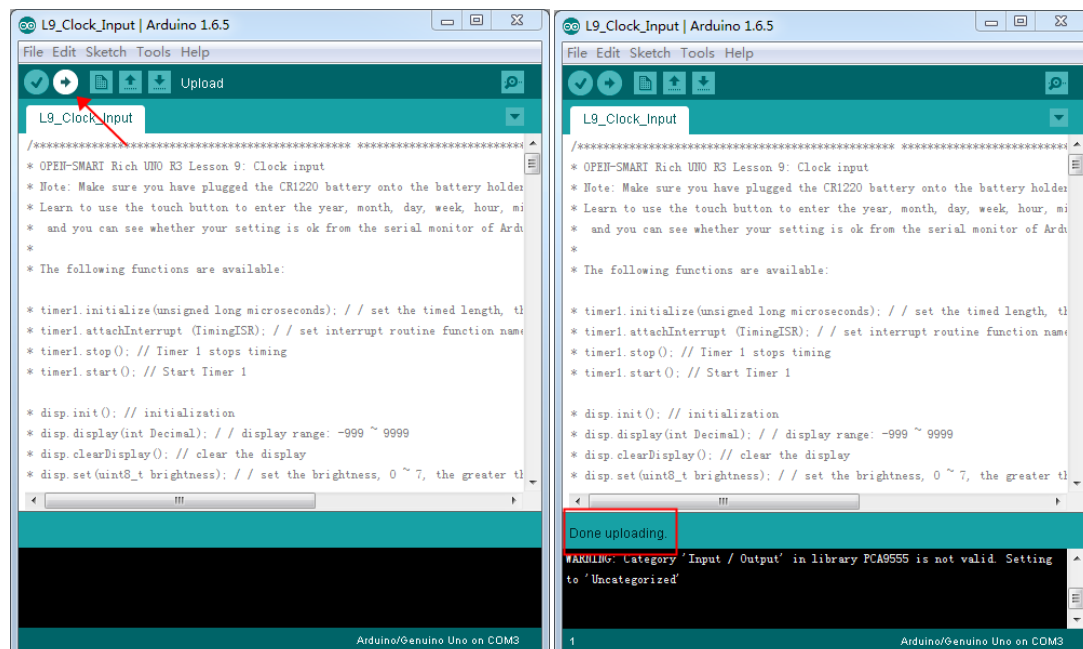 L9_Clock_Input | Arduino 1.6.5
File Edit Sketch Tools Help
Upload
L9_Clock_Input
/************************************************** **************************
* OPEN-SMART Rich UNO R3 Lesson 9: Clock input
* Note: Make sure you have plugged the CR1220 battery onto the battery holder
* Learn to use the touch button to enter the year, month, day, week, hour, mi
* and you can see whether your setting is ok from the serial monitor of Ardu
*
* The following functions are available:
* timer1.initialize(unsigned long microseconds); / / set the timed length, th
* timer1.attachInterrupt (TimingISR); / / set interrupt routine function name
* timer1.stop(); // Timer 1 stops timing
* timer1.start(); // Start Timer 1
* disp.init(); // initialization
* disp.display(int Decimal); / / display range: -999 ~ 9999
* disp.clearDisplay(); // clear the display
* disp.set(uint8_t brightness); / / set the brightness, 0 ~ 7, the greater th
Arduino/Genuino Uno on COM3
L9_Clock_Input | Arduino 1.6.5
File Edit Sketch Tools Help
L9_Clock_Input
/************************************************** **************************
* OPEN-SMART Rich UNO R3 Lesson 9: Clock input
* Note: Make sure you have plugged the CR1220 battery onto the battery holder
* Learn to use the touch button to enter the year, month, day, week, hour, mi
* and you can see whether your setting is ok from the serial monitor of Ardu
*
* The following functions are available:
* timer1.initialize(unsigned long microseconds); / / set the timed length, th
* timer1.attachInterrupt (TimingISR); / / set interrupt routine function name
* timer1.stop(); // Timer 1 stops timing
* timer1.start(); // Start Timer 1
* disp.init(); // initialization
* disp.display(int Decimal); / / display range: -999 ~ 9999
* disp.clearDisplay(); // clear the display
* disp.set(uint8_t brightness); / / set the brightness, 0 ~ 7, the greater th
Done uploading.
WARNING: Category 'Input / Output' in library PCA9555 is not valid. Setting
to 'Uncategorized'
1
Arduino/Genuino Uno on COM3